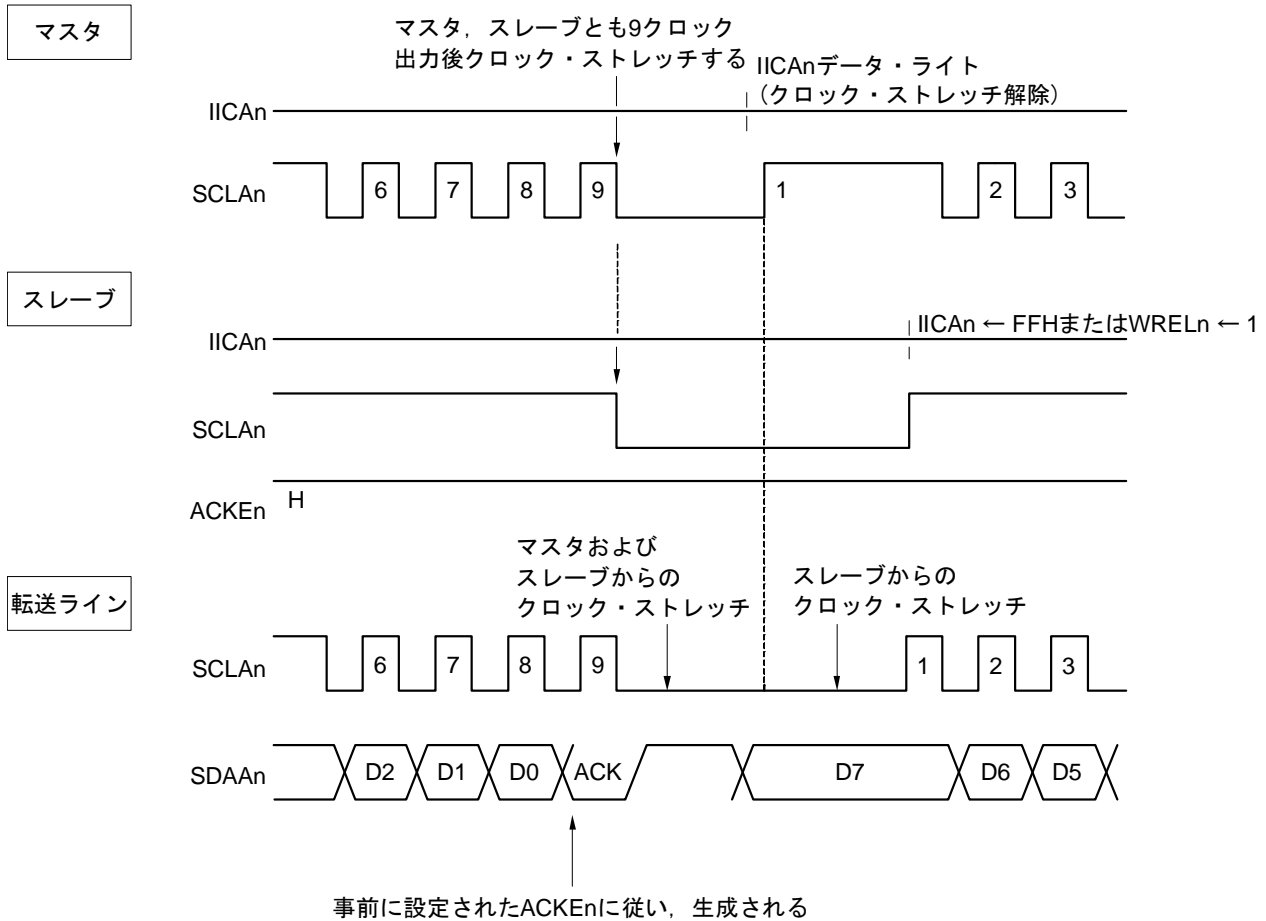 マスタ
マスタ，スレーブとも9クロック
出力後クロック・ストレッチする
IICAnデータ・ライト
（クロック・ストレッチ解除）
IICAn
SCLAn
6 7 8 9 1 2 3
スレーブ
IICAn ← FFHまたはWRELn ← 1
IICAn
SCLAn
ACKEn
H
マスタおよび
スレーブからの
クロック・ストレッチ
スレーブからの
クロック・ストレッチ
転送ライン
SCLAn
6 7 8 9 1 2 3
SDAAn
D2 D1 D0 ACK D7 D6 D5
事前に設定されたACKEnに従い，生成される